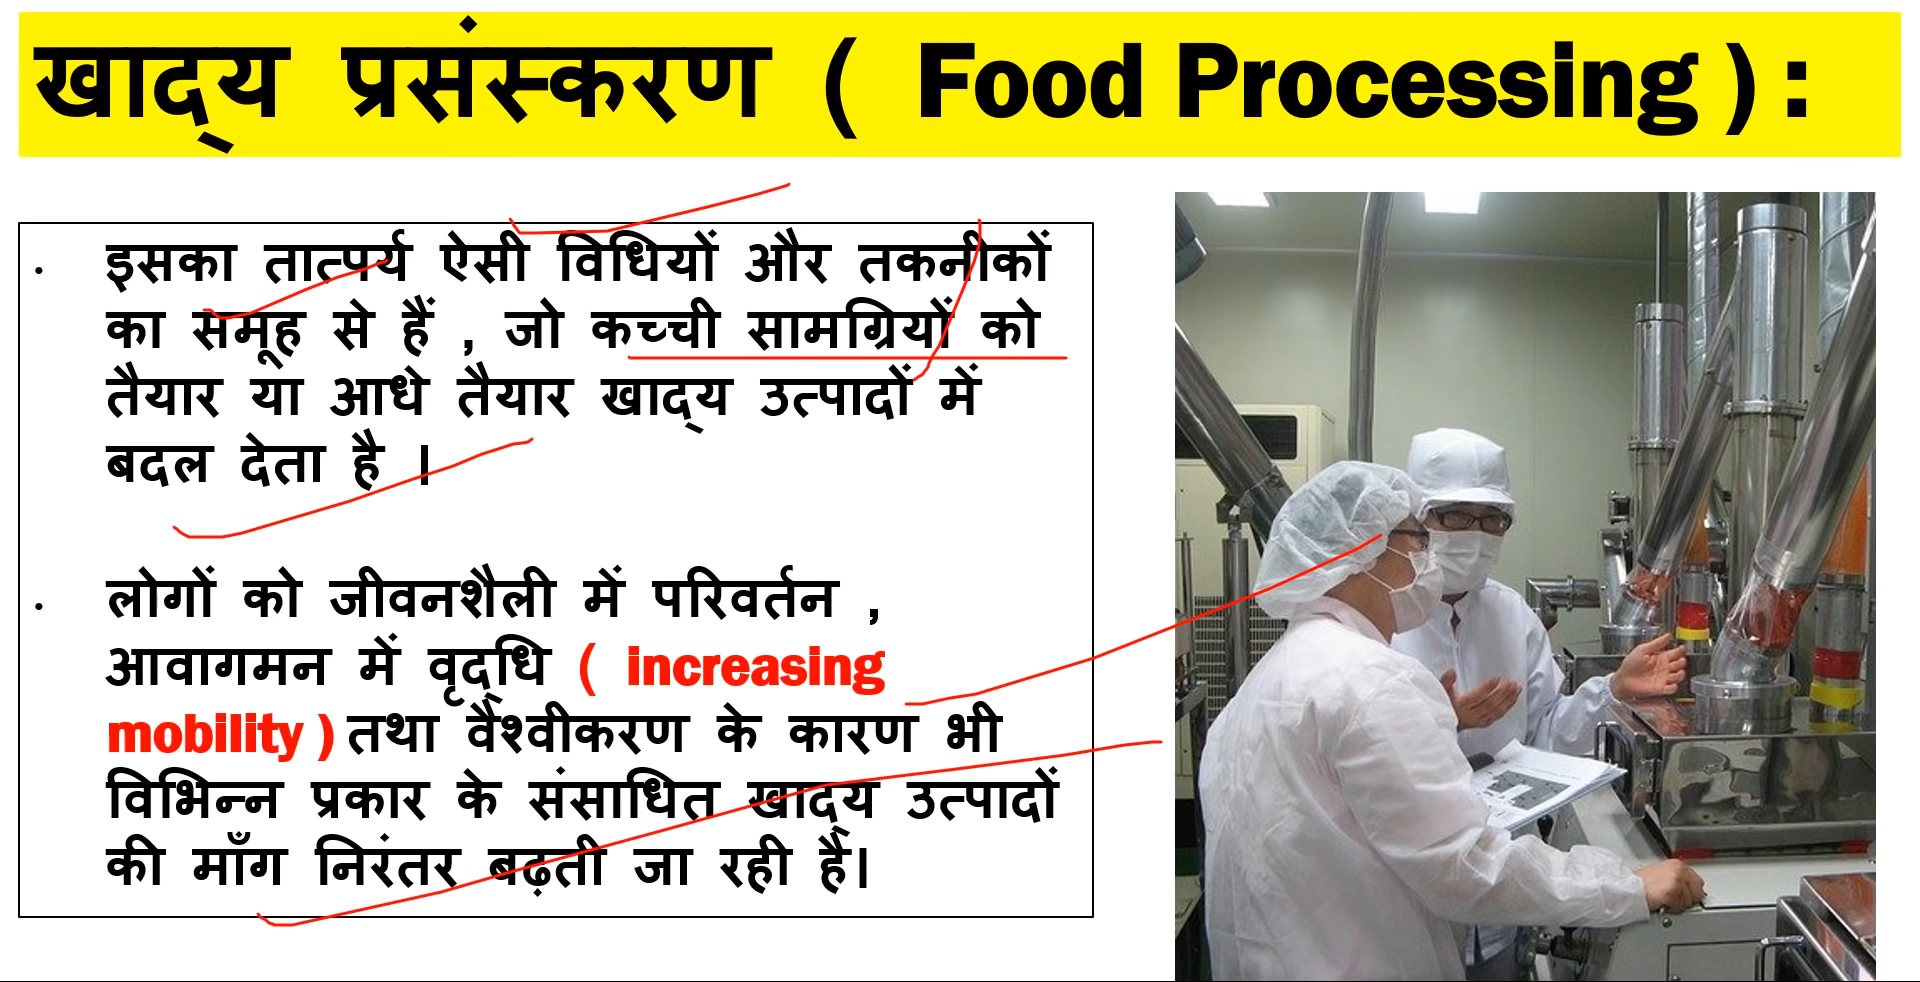 खाद्य प्रसंस्करण ( Food Processing ) :
• इसका तात्पर्य ऐसी विधियों और तकनीकों
का समूह से हैं , जो कच्ची सामग्रियों को
तैयार या आधे तैयार खाद्य उत्पादों में
बदल देता है ।
• लोगों को जीवनशैली में परिवर्तन ,
आवागमन में वृद्धि ( increasing
mobility ) तथा वैश्वीकरण के कारण भी
विभिन्न प्रकार के संसाधित खाद्य उत्पादों
की माँग निरंतर बढ़ती जा रही है।